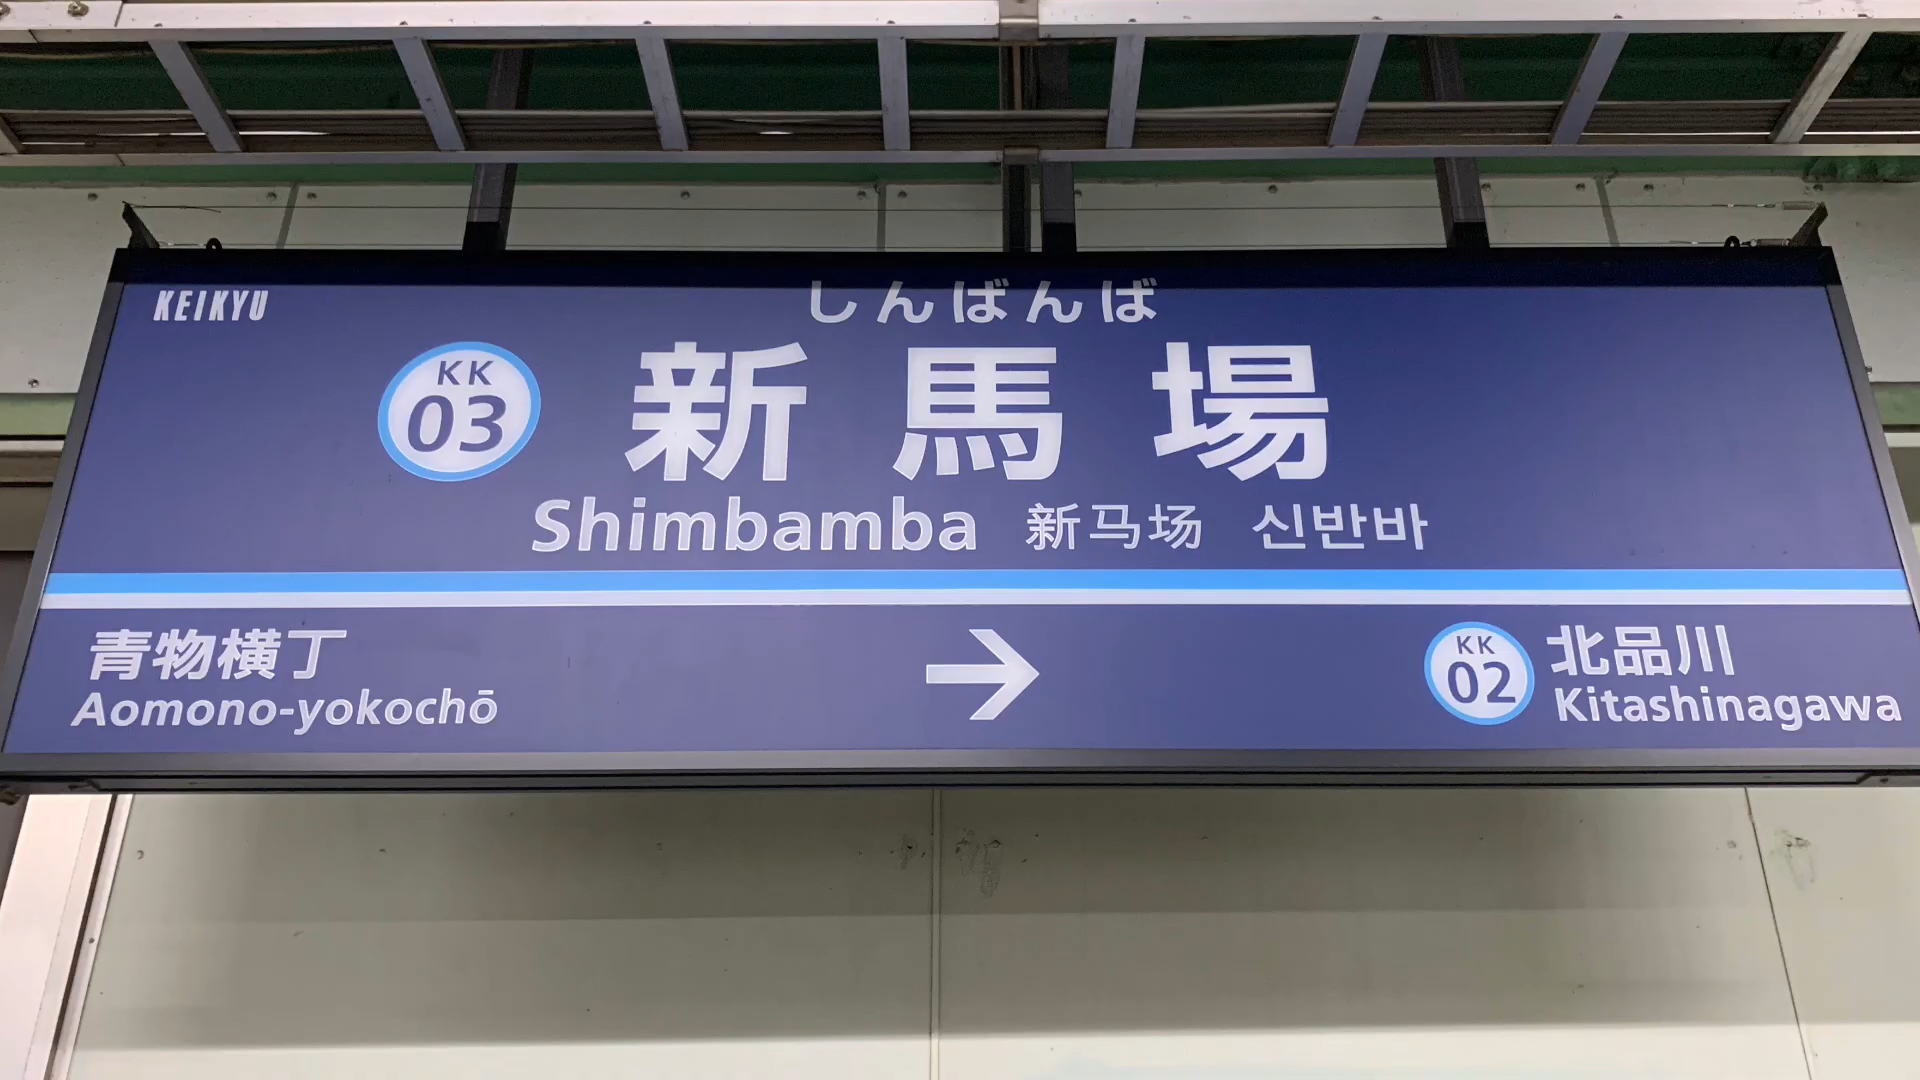 KEIKYU
しんばんば
KK
03
新馬場
Shimbamba 新马场 신반바
青物横丁
Aomono-yokochō
→
KK
02
北品川
Kitashinagawa